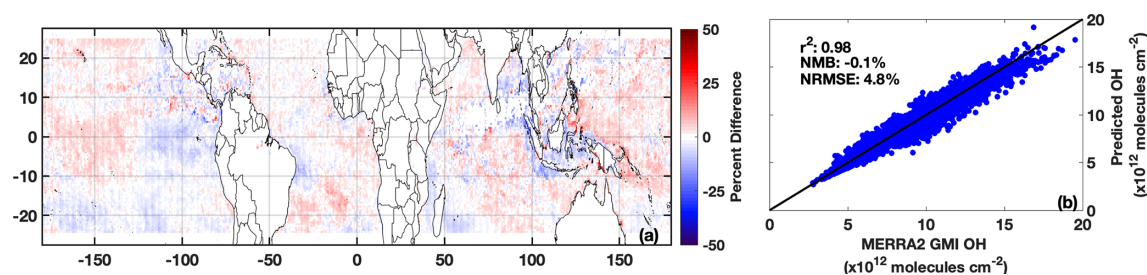 50
25
0
-25
-50
Percent Difference
20
10
0
-10
-20
-150
-100
-50
0
50
100
150
(a)
r²: 0.98
NMB: -0.1%
NRMSE: 4.8%
20
15
10
5
0
Predicted OH
(x10¹² molecules cm⁻²)
(b)
0
5
10
15
20
MERRA2 GMI OH
(x10¹² molecules cm⁻²)